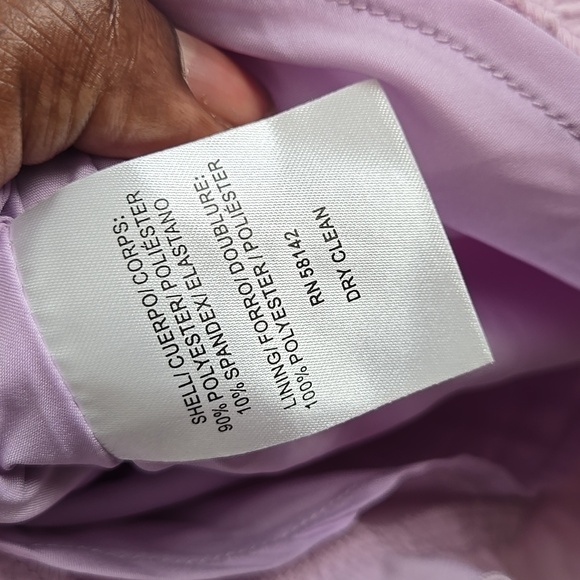 SHELL/CUERPO/CORPS:
90% POLYESTER/POLIÉSTER
10% SPANDEX/ELASTANO
LINING/FORRO/DOUBLURE:
100% POLYESTER/POLIÉSTER
RN 58142
DRY CLEAN